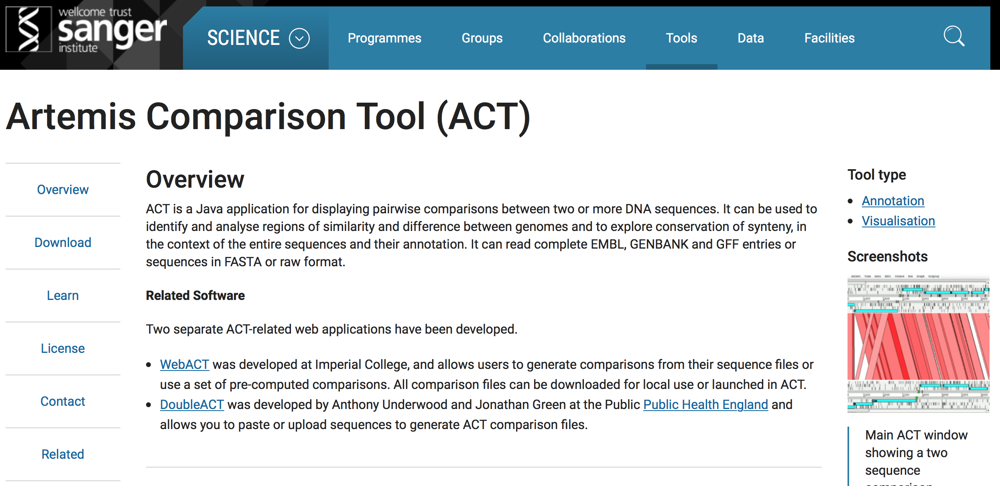 wellcome trust
sanger
institute
SCIENCE
Programmes
Groups
Collaborations
Tools
Data
Facilities
Artemis Comparison Tool (ACT)
Overview
Download
Learn
License
Contact
Related
Overview
ACT is a Java application for displaying pairwise comparisons between two or more DNA sequences. It can be used to
identify and analyse regions of similarity and difference between genomes and to explore conservation of synteny, in
the context of the entire sequences and their annotation. It can read complete EMBL, GENBANK and GFF entries or
sequences in FASTA or raw format.
Related Software
Two separate ACT-related web applications have been developed.
WebACT was developed at Imperial College, and allows users to generate comparisons from their sequence files or
use a set of pre-computed comparisons. All comparison files can be downloaded for local use or launched in ACT.
DoubleACT was developed by Anthony Underwood and Jonathan Green at the Public Public Health England and
allows you to paste or upload sequences to generate ACT comparison files.
Tool type
Annotation
Visualisation
Screenshots
Select View Goto Edit Create Run Graph Display
Main ACT window
showing a two
sequence